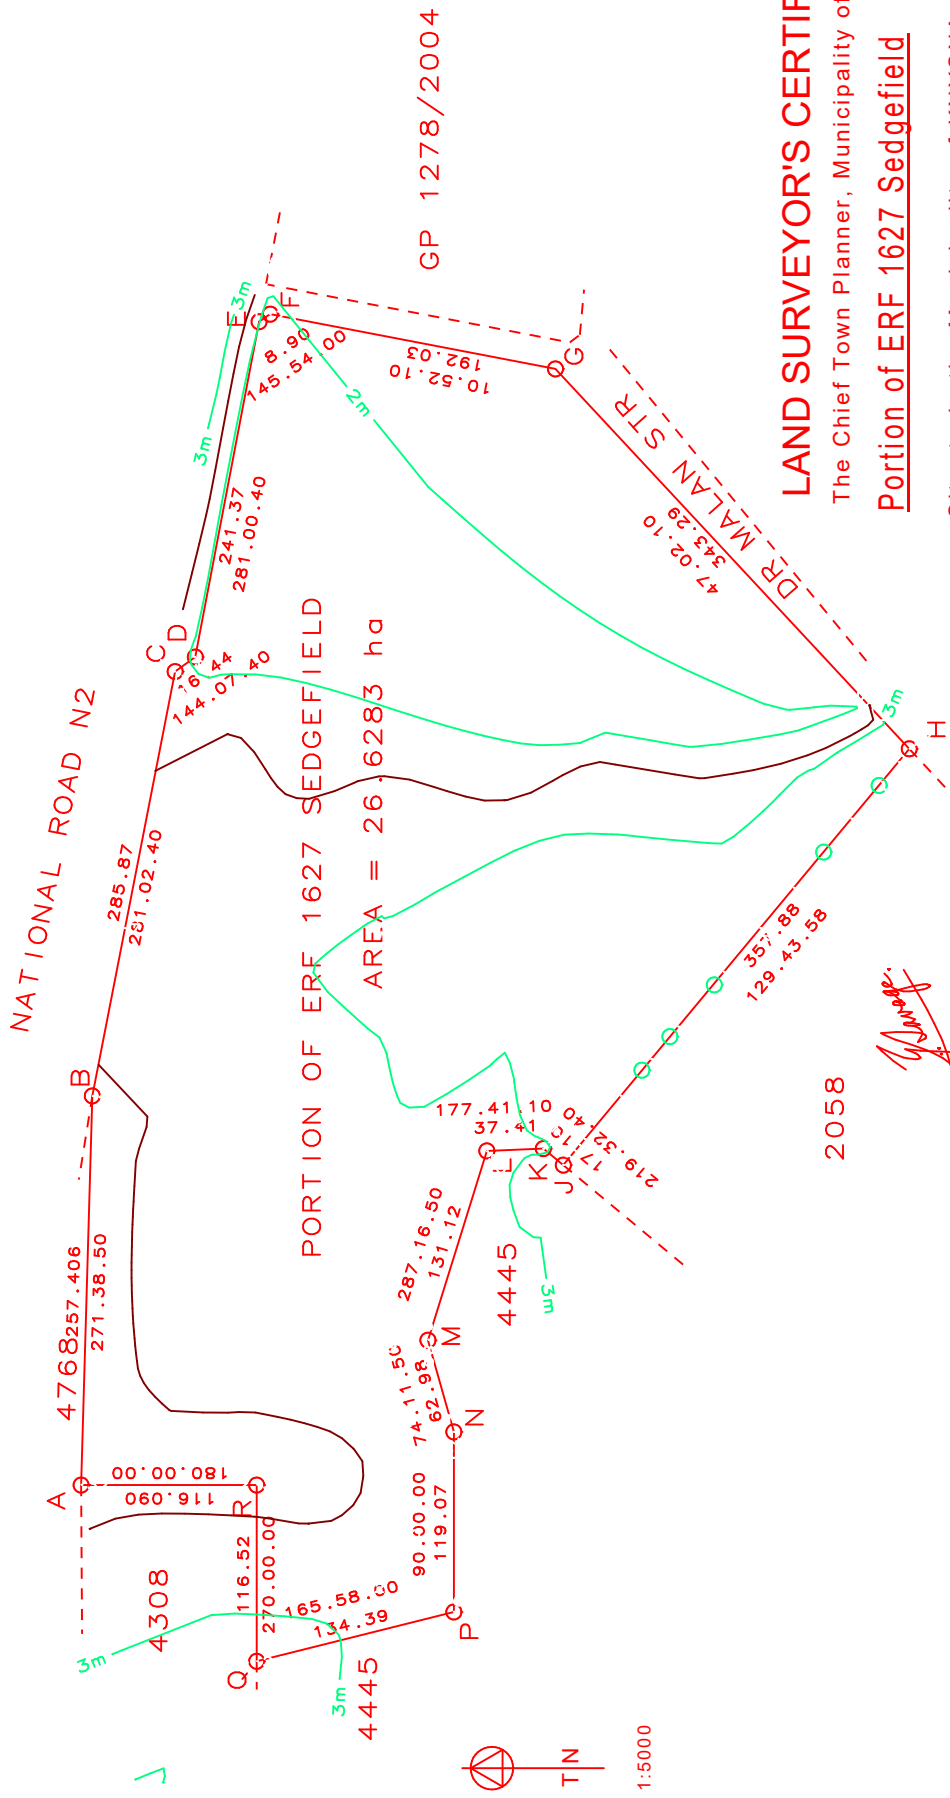 NATIONAL ROAD N2
GP 1278/2004
PORTION OF ERF 1627 SEDGEFIELD
AREA = 26.6283 ha
DR MALAN STR
A
4768
257.406
271.38.50
B
285.87
281.02.40
C
16.44
144.07.40
D
241.37
281.00.40
E
8.90
145.54.00
F
10.52.10
192.03
G
47.02.10
343.29
H
357.88
129.43.58
J
17.10
219.32.40
K
177.41.10
37.41
L
287.16.50
131.12
M
74.11.50
62.98
N
90.00.00
119.07
P
165.58.00
134.39
Q
116.52
270.00.00
R
180.00.00
116.090
4308
4445
4445
2058
3m
3m
3m
3m
2m
3m
3m
TN
1:5000
LAND SURVEYOR'S CERTIF
The Chief Town Planner, Municipality of
Portion of ERF 1627 Sedgefield